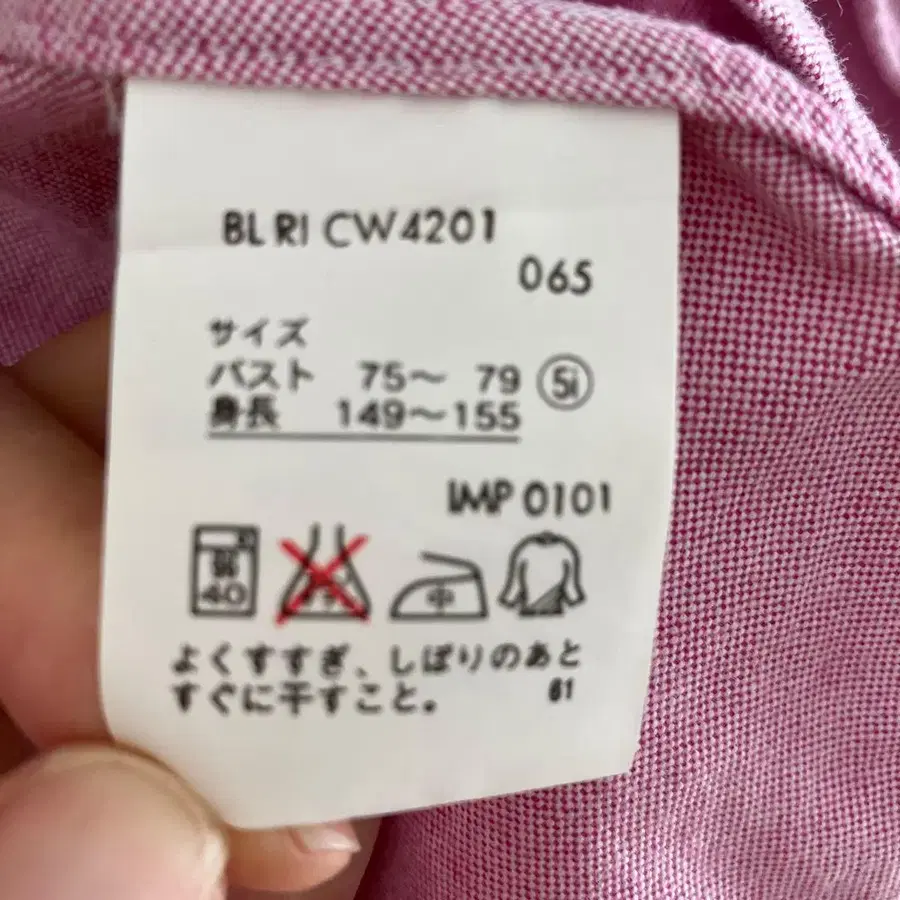 BL RI CW4201
065
サイズ
バスト 75～ 79 5i
身長 149～155
IMP 0101
弱
40
中
よくすすぎ、しぼりのあと
すぐに干すこと。 61